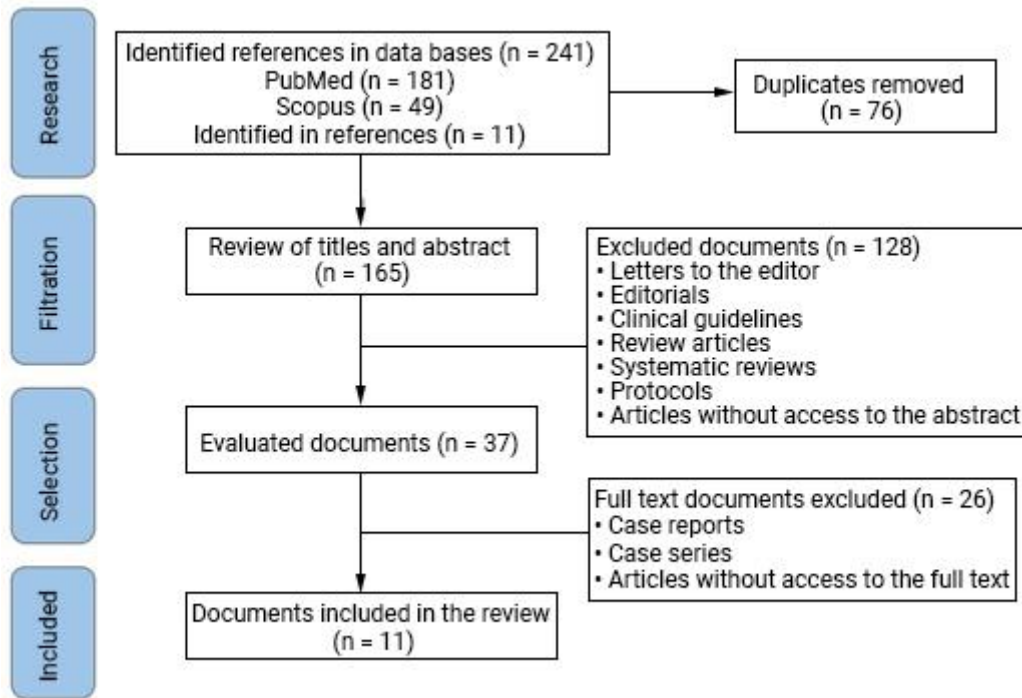 Research
Identified references in data bases (n = 241)
PubMed (n = 181)
Scopus (n = 49)
Identified in references (n = 11)
Duplicates removed
(n = 76)
Filtration
Review of titles and abstract
(n = 165)
Excluded documents (n = 128)
• Letters to the editor
• Editorials
• Clinical guidelines
• Review articles
• Systematic reviews
• Protocols
• Articles without access to the abstract
Selection
Evaluated documents (n = 37)
Full text documents excluded (n = 26)
• Case reports
• Case series
• Articles without access to the full text
Included
Documents included in the review
(n = 11)